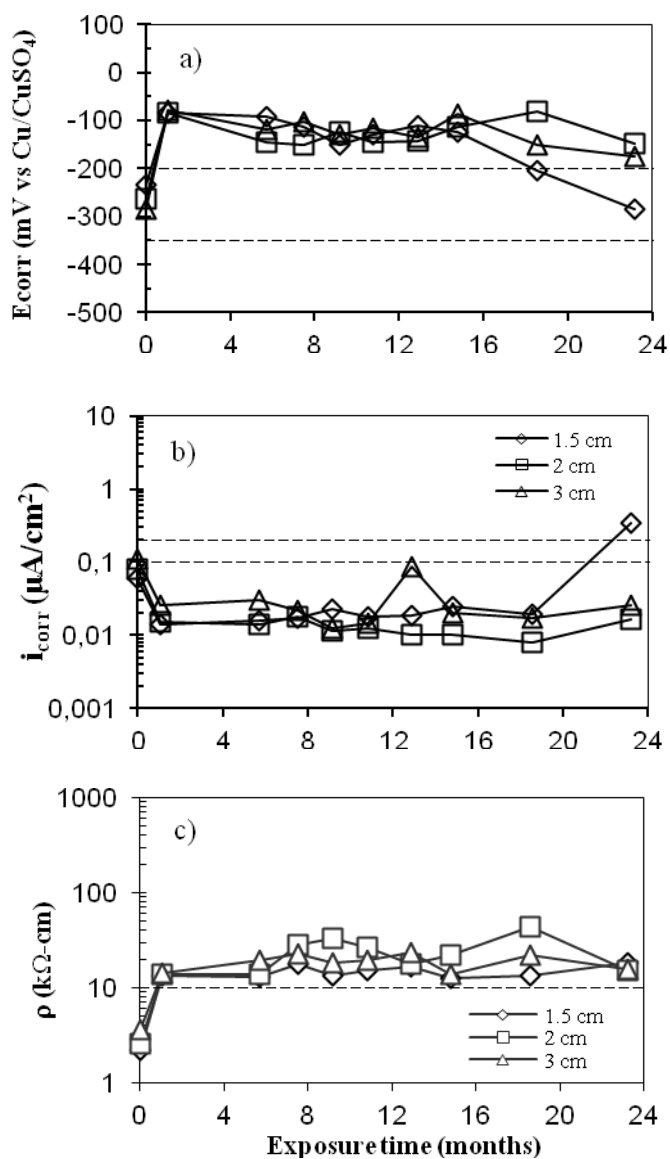 a)
Ecorr (mV vs Cu/CuSO₄)
100
0
-100
-200
-300
-400
-500
0 4 8 12 16 20 24
b)
i_corr (µA/cm²)
10
1
0,1
0,01
0,001
1.5 cm
2 cm
3 cm
0 4 8 12 16 20 24
c)
ρ (kΩ-cm)
1000
100
10
1
1.5 cm
2 cm
3 cm
0 4 8 12 16 20 24
Exposure time (months)